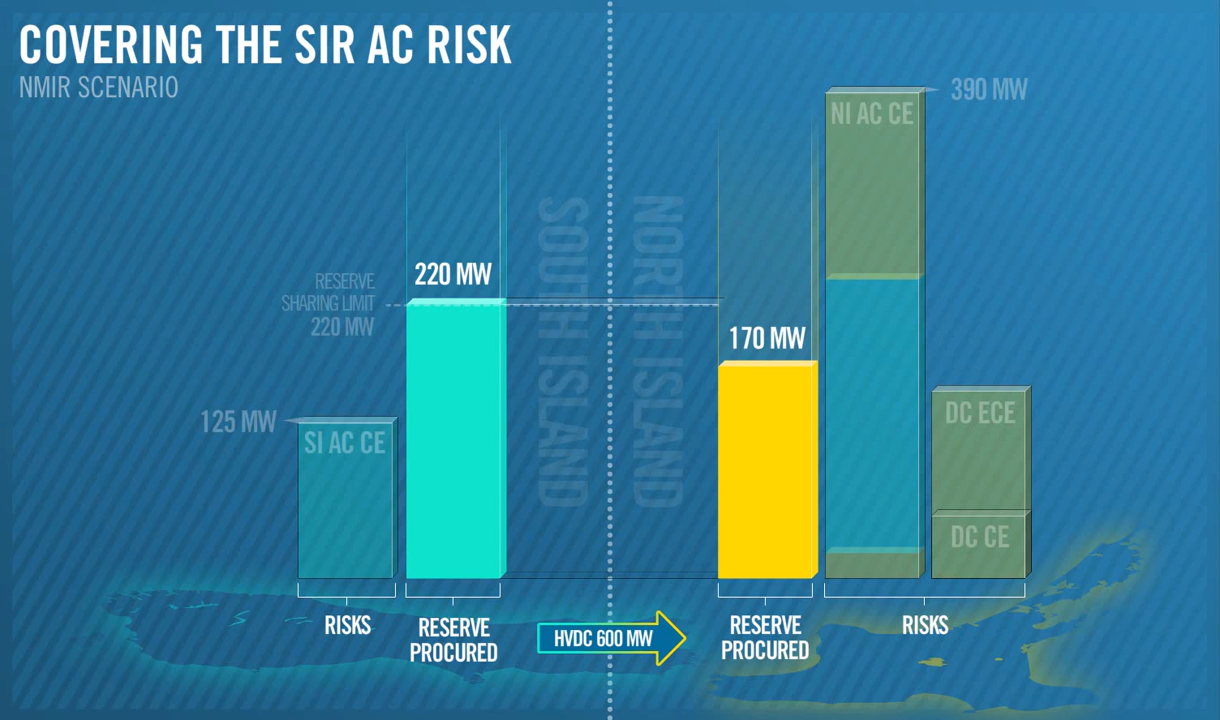 COVERING THE SIR AC RISK
NMIR SCENARIO
390 MW
NI AC CE
SOUTH ISLAND
NORTH ISLAND
220 MW
RESERVE
SHARING LIMIT
220 MW
170 MW
125 MW
SI AC CE
DC ECE
DC CE
RISKS
RESERVE
PROCURED
HVDC 600 MW
RESERVE
PROCURED
RISKS